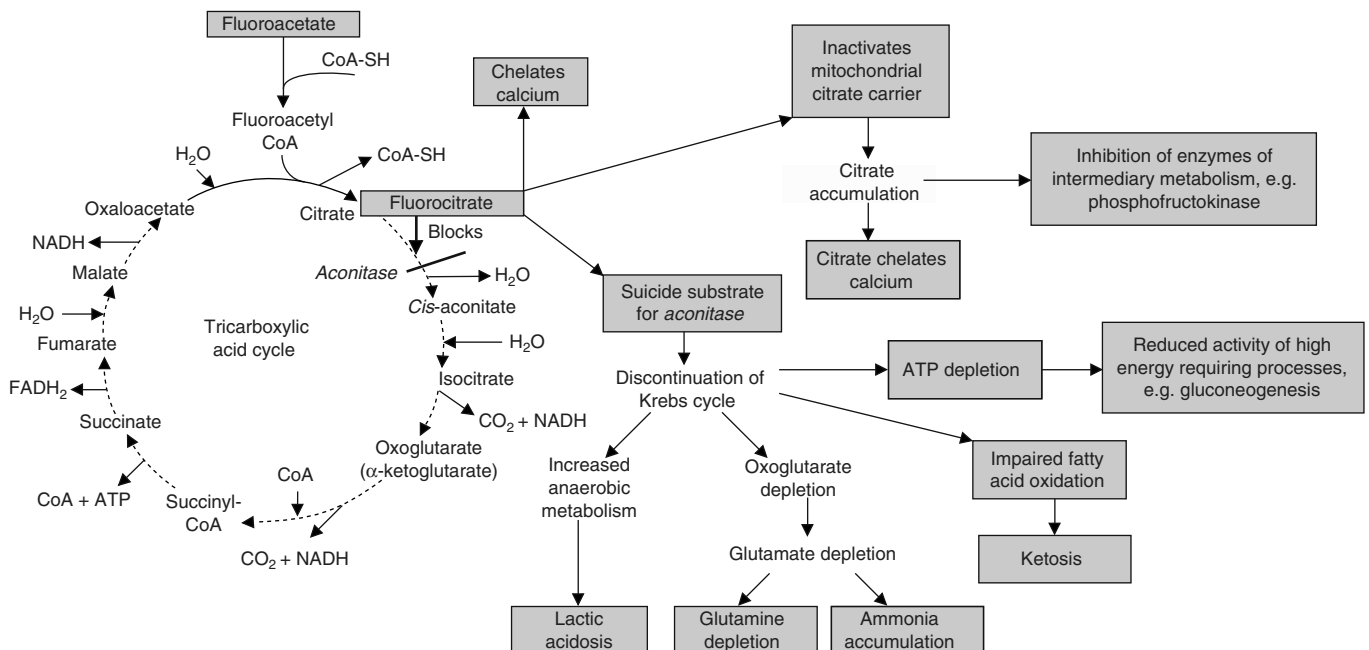 Fluoroacetate
CoA-SH
Fluoroacetyl
CoA
H₂O
CoA-SH
Oxaloacetate
Citrate
Fluorocitrate
Blocks
NADH
Aconitase
H₂O
Malate
Cis-aconitate
H₂O
Tricarboxylic
acid cycle
H₂O
Fumarate
Isocitrate
FADH₂
CO₂ + NADH
Succinate
Oxoglutarate
(α-ketoglutarate)
CoA
CoA + ATP
Succinyl-
CoA
CO₂ + NADH
Chelates
calcium
Inactivates
mitochondrial
citrate carrier
Citrate
accumulation
Inhibition of enzymes of
intermediary metabolism, e.g.
phosphofructokinase
Citrate chelates
calcium
Suicide substrate
for aconitase
Discontinuation of
Krebs cycle
ATP depletion
Reduced activity of high
energy requiring processes,
e.g. gluconeogenesis
Increased
anaerobic
metabolism
Oxoglutarate
depletion
Impaired fatty
acid oxidation
Glutamate depletion
Ketosis
Lactic
acidosis
Glutamine
depletion
Ammonia
accumulation